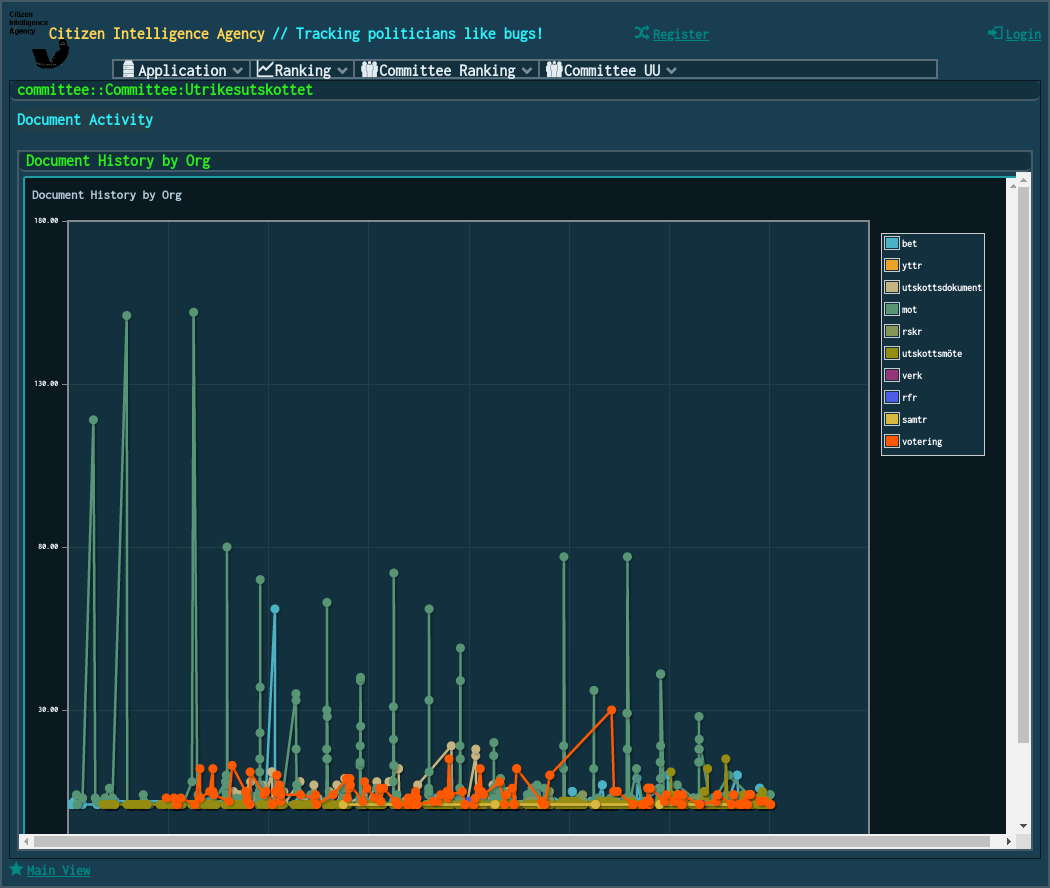 Citizen
Intelligence
Agency
Citizen Intelligence Agency // Tracking politicians like bugs!
Register
Login
Application
Ranking
Committee Ranking
Committee UU
committee::Committee:Utrikesutskottet
Document Activity
Document History by Org
Document History by Org
180.00
130.00
80.00
30.00
bet
yttr
utskottsdokument
mot
rskr
utskottsmöte
verk
rfr
samtr
votering
Main View